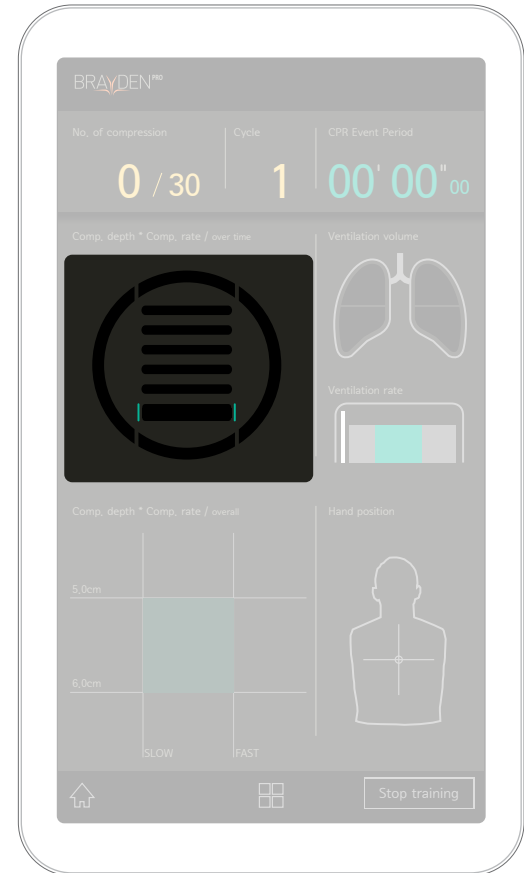 BRAYDEN PRO
No, of compression
Cycle
CPR Event Period
0 / 30
1
00' 00" 00
Comp, depth * Comp, rate / over time
Ventilation volume
Ventilation rate
Comp, depth * Comp, rate / overall
Hand position
5,0cm
6,0cm
SLOW
FAST
Stop training